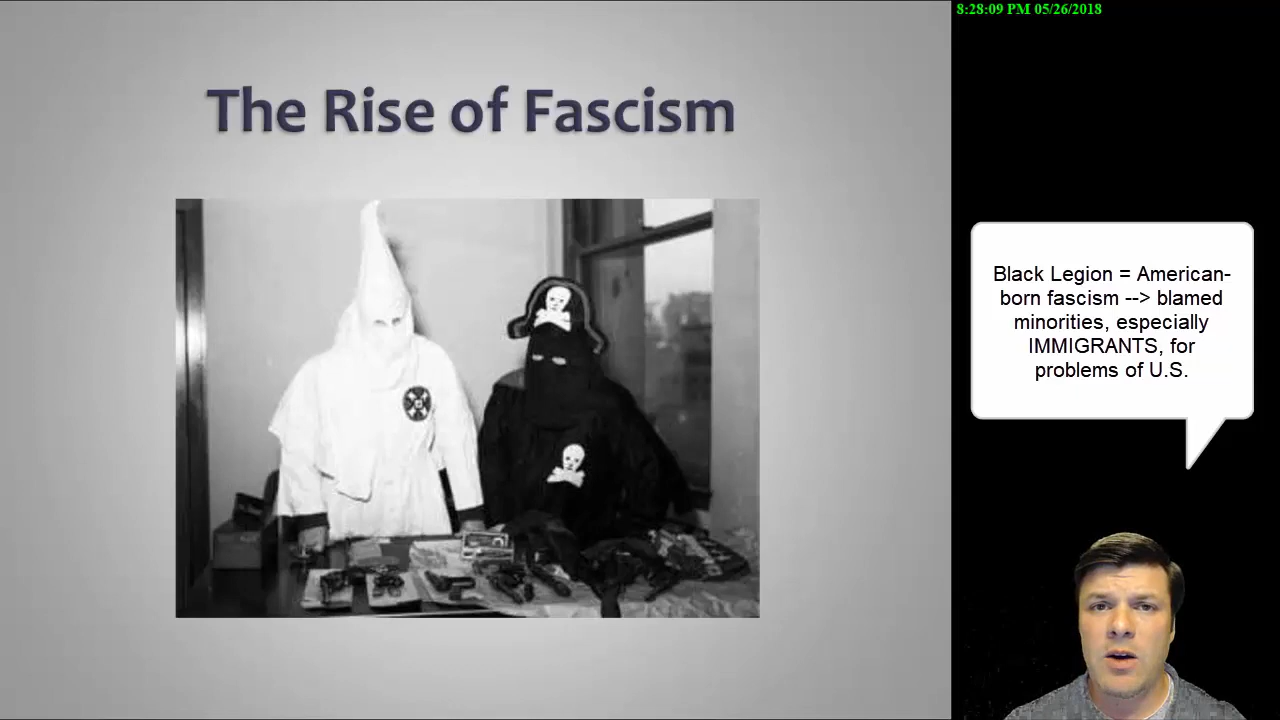 8:28:09 PM 05/26/2018
The Rise of Fascism
Black Legion = American-
born fascism --> blamed
minorities, especially
IMMIGRANTS, for
problems of U.S.